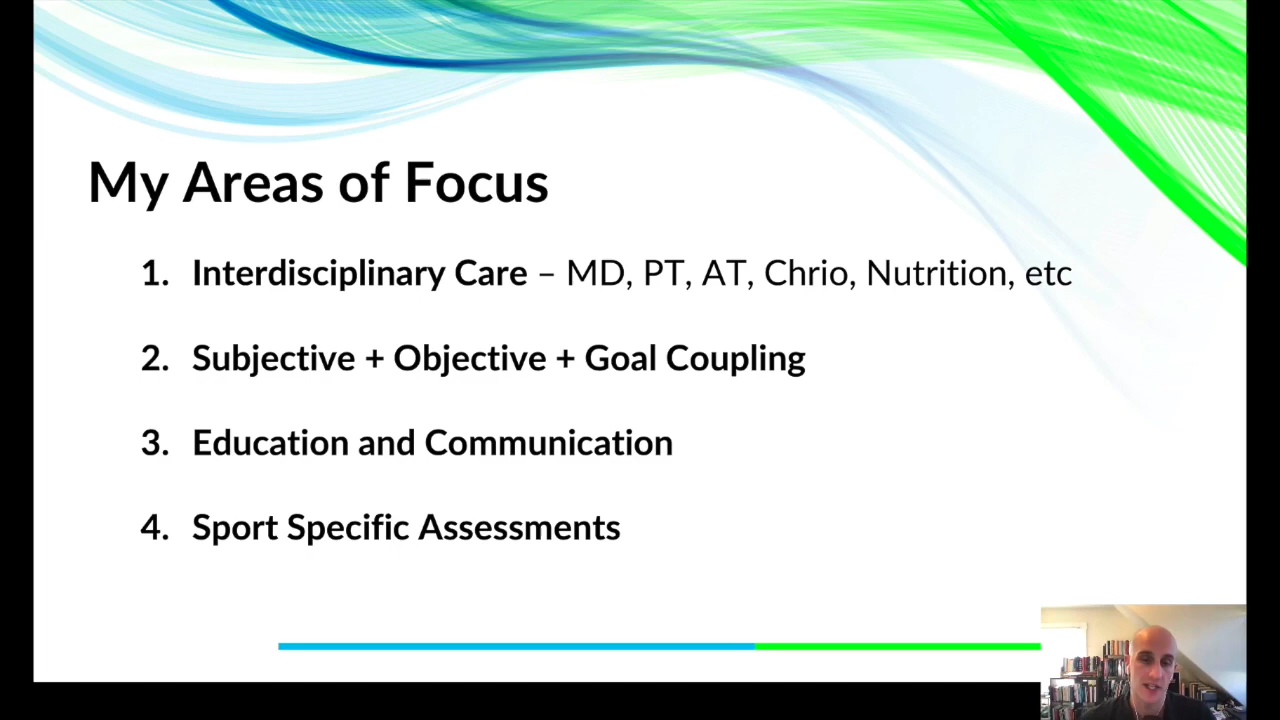 My Areas of Focus
1. Interdisciplinary Care – MD, PT, AT, Chrio, Nutrition, etc
2. Subjective + Objective + Goal Coupling
3. Education and Communication
4. Sport Specific Assessments